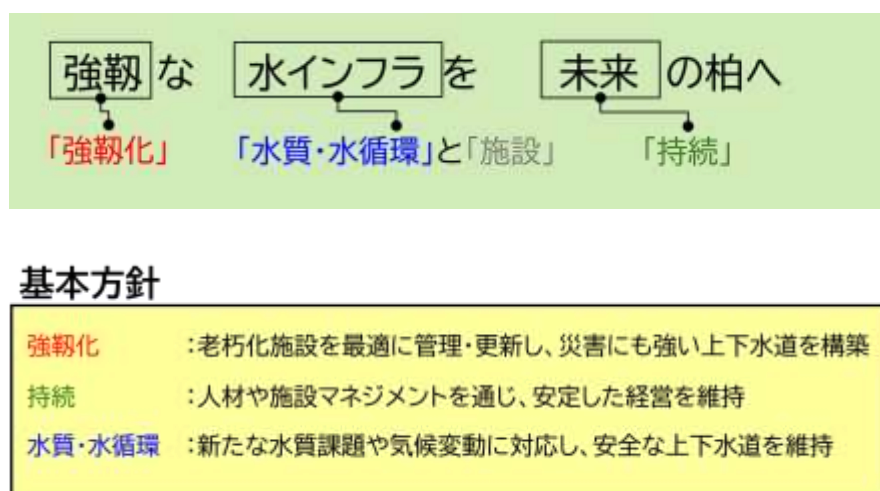 強靱な 水インフラを 未来の柏へ
「強靱化」 「水質・水循環」と「施設」 「持続」
基本方針
強靱化 :老朽化施設を最適に管理・更新し、災害にも強い上下水道を構築
持続 :人材や施設マネジメントを通じ、安定した経営を維持
水質・水循環 :新たな水質課題や気候変動に対応し、安全な上下水道を維持